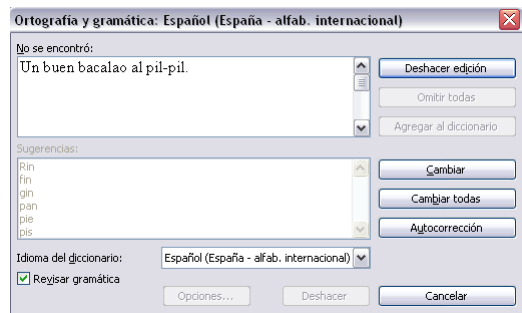 Ortografía y gramática: Español (España - alfab. internacional)
No se encontró:
Un buen bacalao al pil-pil.
Deshacer edición
Omitir todas
Agregar al diccionario
Sugerencias:
Rin
fin
gin
pan
pie
pis
Cambiar
Cambiar todas
Autocorrección
Idioma del diccionario:
Español (España - alfab. internacional)
Revisar gramática
Opciones...
Deshacer
Cancelar